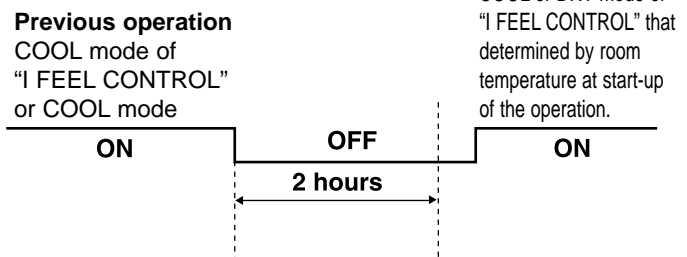 Previous operation
COOL mode of
“I FEEL CONTROL”
or COOL mode
“I FEEL CONTROL” that
determined by room
temperature at start-up
of the operation.
ON
OFF
ON
2 hours